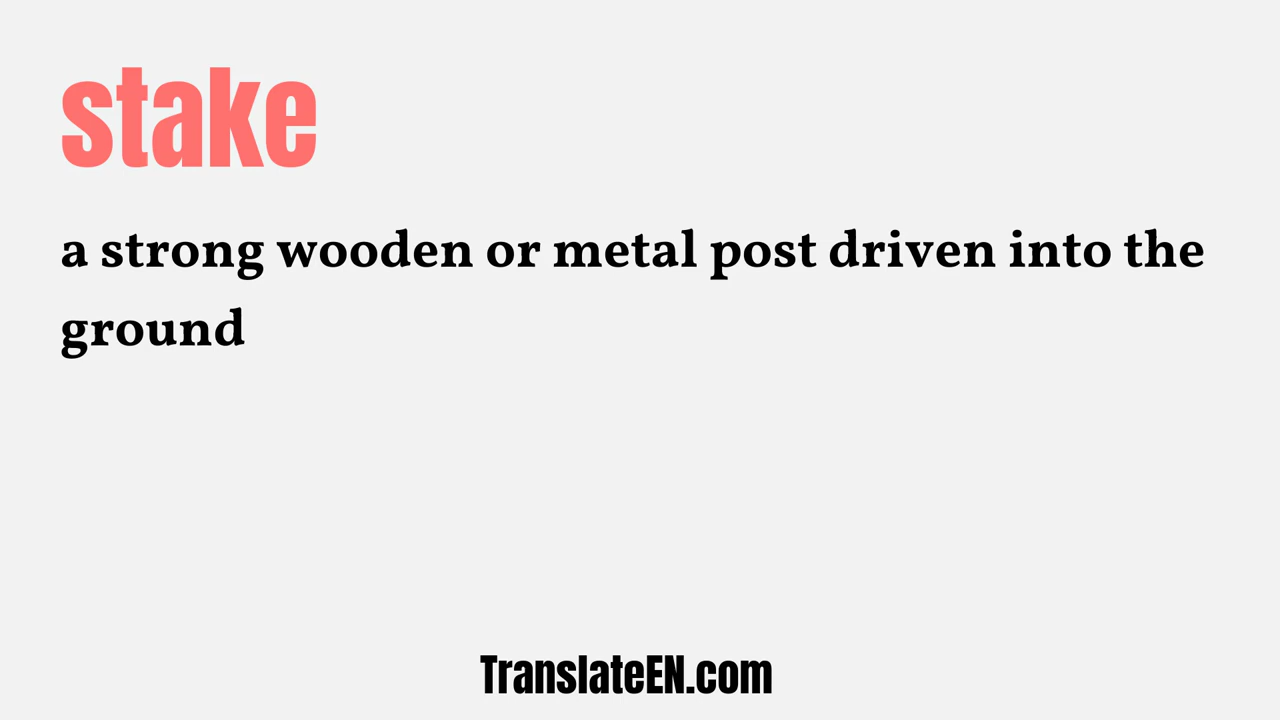 stake
a strong wooden or metal post driven into the
ground
TranslateEN.com